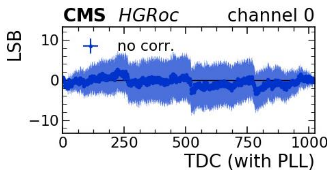 CMS HGRoc channel 0
LSB
10
no corr.
0
−10
0 250 500 750 1000
TDC (with PLL)